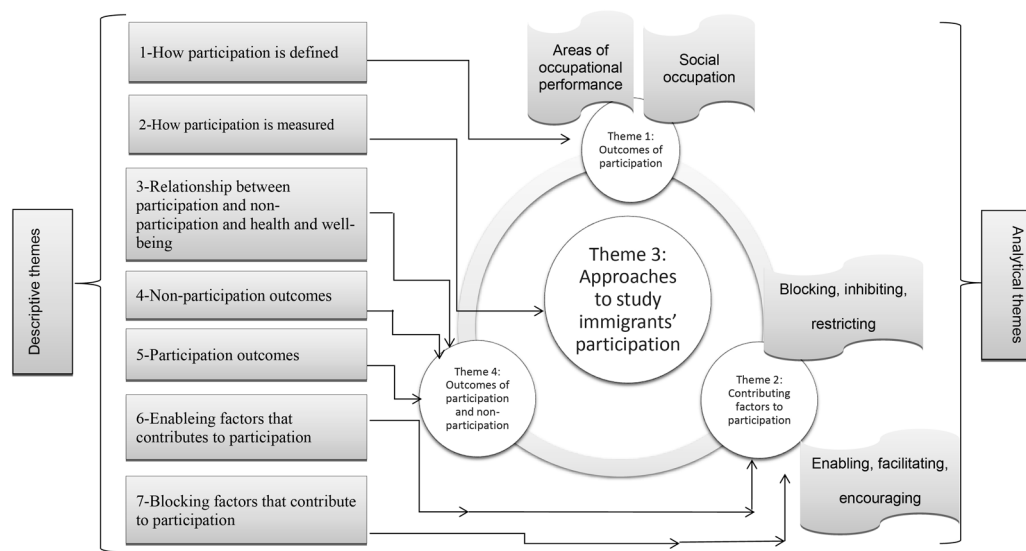 Descriptive themes
1-How participation is defined
2-How participation is measured
3-Relationship between
participation and non-
participation and health and well-
being
4-Non-participation outcomes
5-Participation outcomes
6-Enableing factors that
contributes to participation
7-Blocking factors that contribute
to participation
Areas of
occupational
performance
Social
occupation
Theme 1:
Outcomes of
participation
Theme 3:
Approaches
to study
immigrants’
participation
Theme 4:
Outcomes of
participation
and non-
participation
Blocking, inhibiting,
restricting
Theme 2:
Contributing
factors to
participation
Enabling, facilitating,
encouraging
Analytical themes